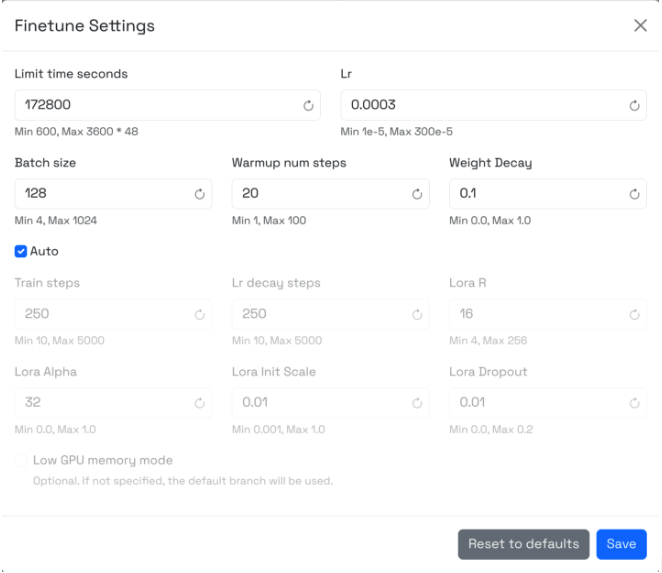 Finetune Settings
Limit time seconds Lr
172800 0.0003
Min 600, Max 3600 * 48 Min 1e-5, Max 300e-5
Batch size Warmup num steps Weight Decay
128 20 0.1
Min 4, Max 1024 Min 1, Max 100 Min 0.0, Max 1.0
Auto
Train steps Lr decay steps Lora R
250 250 16
Min 10, Max 5000 Min 10, Max 5000 Min 4, Max 256
Lora Alpha Lora Init Scale Lora Dropout
32 0.01 0.01
Min 0.0, Max 1.0 Min 0.001, Max 1.0 Min 0.0, Max 0.2
Low GPU memory mode
Optional. If not specified, the default branch will be used.
Reset to defaults Save